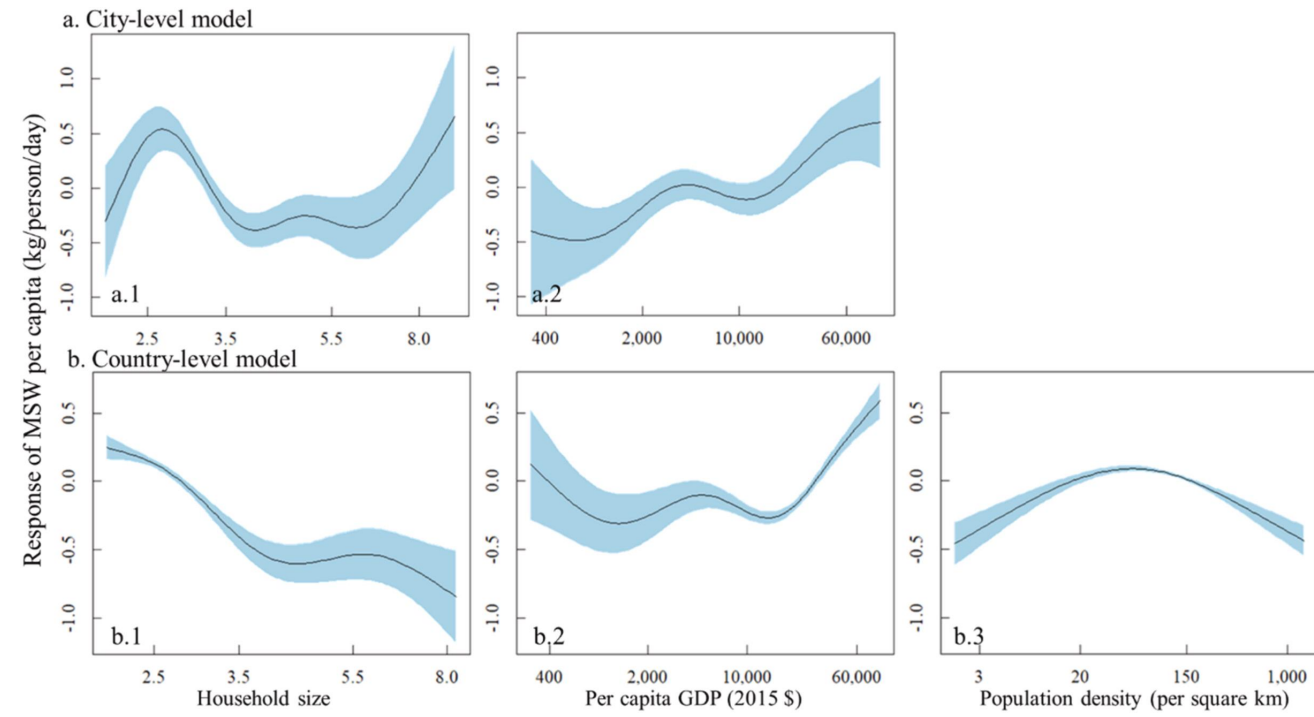 a. City-level model
Response of MSW per capita (kg/person/day)
1.0
0.5
0.0
-0.5
-1.0
a.1
2.5 3.5 5.5 8.0
1.0
0.5
0.0
-0.5
-1.0
a.2
400 2,000 10,000 60,000
b. Country-level model
0.5
0.0
-0.5
-1.0
b.1
2.5 3.5 5.5 8.0
Household size
0.5
0.0
-0.5
-1.0
b.2
400 2,000 10,000 60,000
Per capita GDP (2015 $)
0.5
0.0
-0.5
-1.0
b.3
3 20 150 1,000
Population density (per square km)